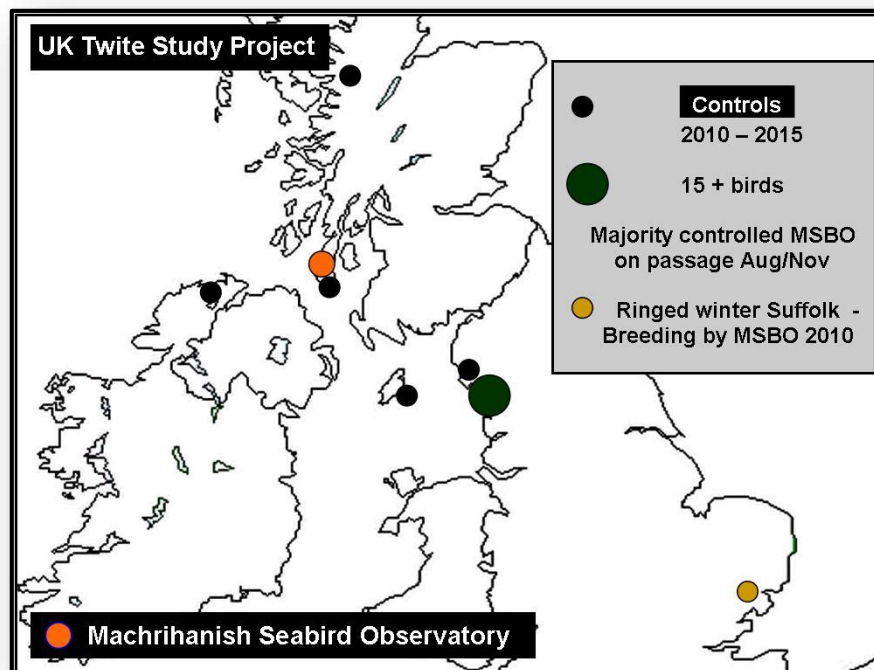 UK Twite Study Project
Controls
2010 – 2015
15 + birds
Majority controlled MSBO
on passage Aug/Nov
Ringed winter Suffolk -
Breeding by MSBO 2010
Machrihanish Seabird Observatory